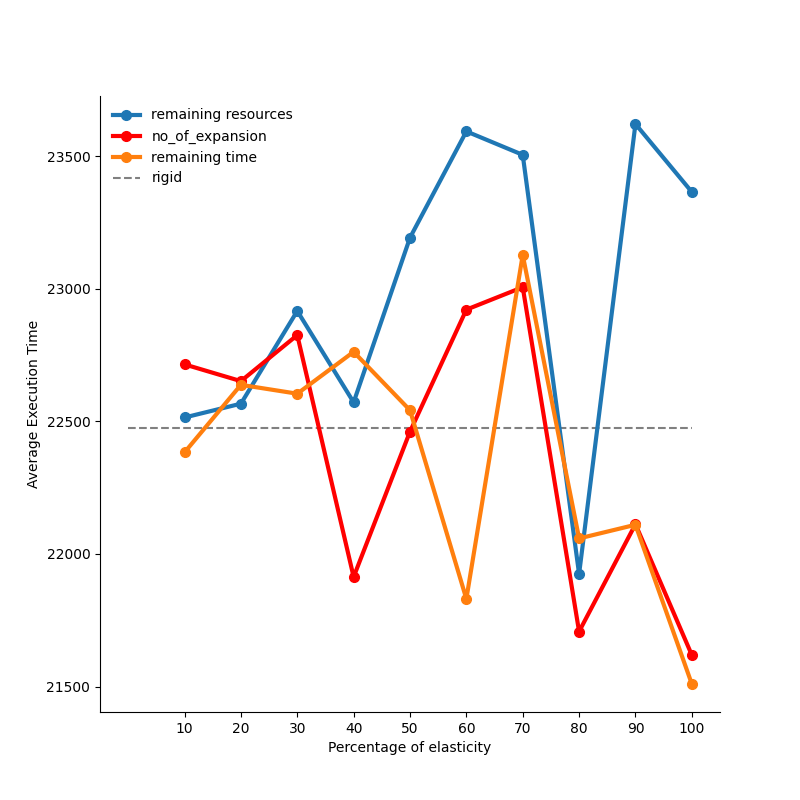 remaining resources
no_of_expansion
remaining time
rigid
23500
23000
22500
22000
21500
Average Execution Time
10 20 30 40 50 60 70 80 90 100
Percentage of elasticity